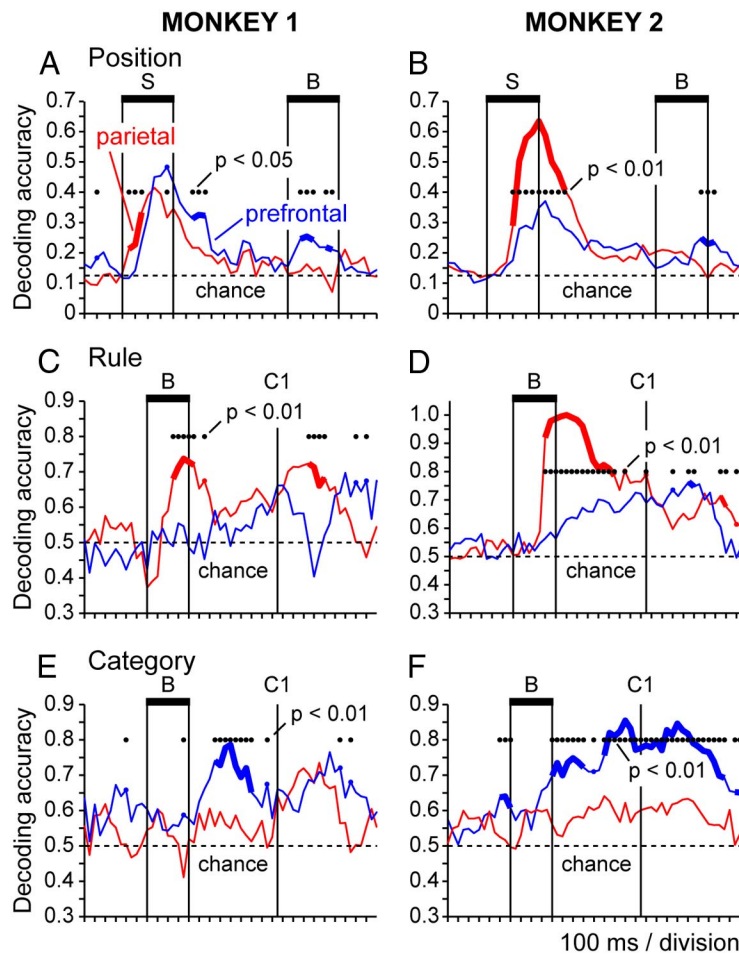 MONKEY 1
MONKEY 2
A
Position
S
B
0.7
0.6
0.5
0.4
0.3
0.2
0.1
0
Decoding accuracy
parietal
p < 0.05
prefrontal
chance
B
S
B
0.7
0.6
0.5
0.4
0.3
0.2
0.1
0
Decoding accuracy
p < 0.01
chance
C
Rule
B
C1
0.9
0.8
0.7
0.6
0.5
0.4
0.3
Decoding accuracy
p < 0.01
chance
D
B
C1
1.0
0.9
0.8
0.7
0.6
0.5
0.4
0.3
Decoding accuracy
p < 0.01
chance
E
Category
B
C1
0.9
0.8
0.7
0.6
0.5
0.4
0.3
Decoding accuracy
p < 0.01
chance
F
B
C1
0.9
0.8
0.7
0.6
0.5
0.4
0.3
Decoding accuracy
p < 0.01
chance
100 ms / division